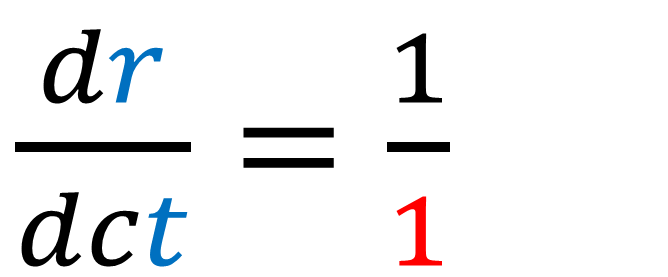 dr/dct = 1/1